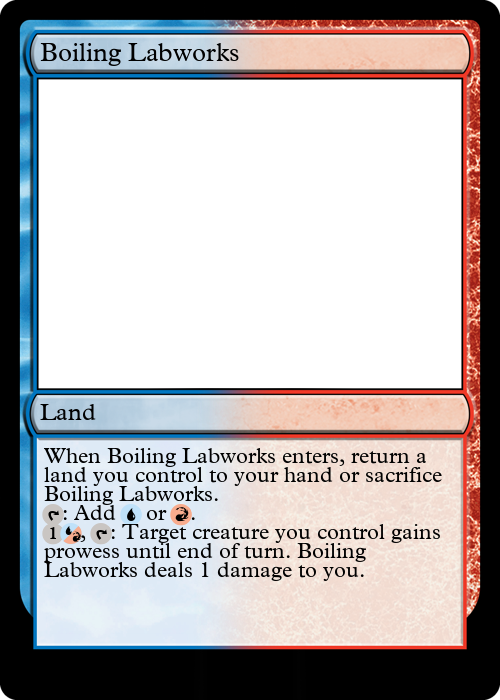 Boiling Labworks
Land
When Boiling Labworks enters, return a
land you control to your hand or sacrifice
Boiling Labworks.
: Add or .
1 , : Target creature you control gains
prowess until end of turn. Boiling
Labworks deals 1 damage to you.